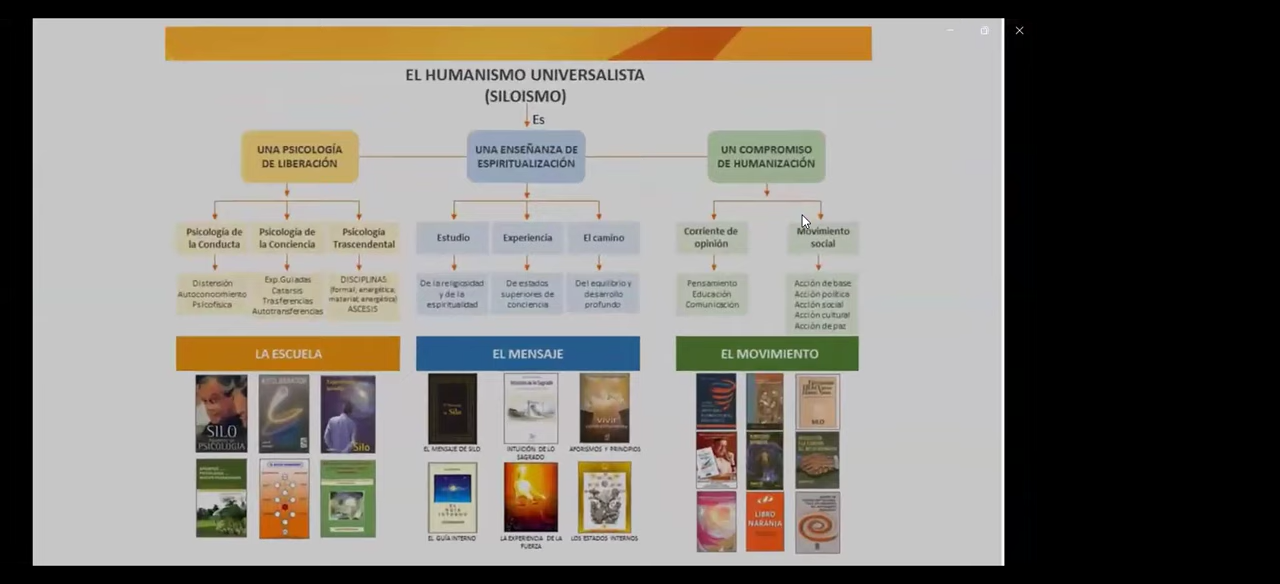 EL HUMANISMO UNIVERSALISTA
(SILOISMO)
Es
UNA PSICOLOGÍA
DE LIBERACIÓN
UNA ENSEÑANZA DE
ESPIRITUALIZACIÓN
UN COMPROMISO
DE HUMANIZACIÓN
Psicología de
la Conducta
Psicología de
la Conciencia
Psicología
Trascendental
Estudio
Experiencia
El camino
Corriente de
opinión
Movimiento
social
Distensión
Autoconocimiento
Psicofísica
Exp.Guiadas
Catarsis
Trasferencias
Autotransferencias
DISCIPLINAS
(formal, energética,
material, energética)
ASCESIS
De la religiosidad
y de la
espiritualidad
De estados
superiores de
conciencia
Del equilibrio y
desarrollo
profundo
Pensamiento
Educación
Comunicación
Acción de base
Acción política
Acción social
Acción cultural
Acción de paz
LA ESCUELA
EL MENSAJE
EL MOVIMIENTO
SILO
PSICOLOGÍA
Silo
EL MENSAJE DE SILO
INTUICIÓN DE LO
SAGRADO
AFORISMOS Y PRINCIPIOS
SILO
EL GUÍA INTERNO
LA EXPERIENCIA DE LA
FUERZA
LOS ESTADOS INTERNOS
LIBRO
NARANJA